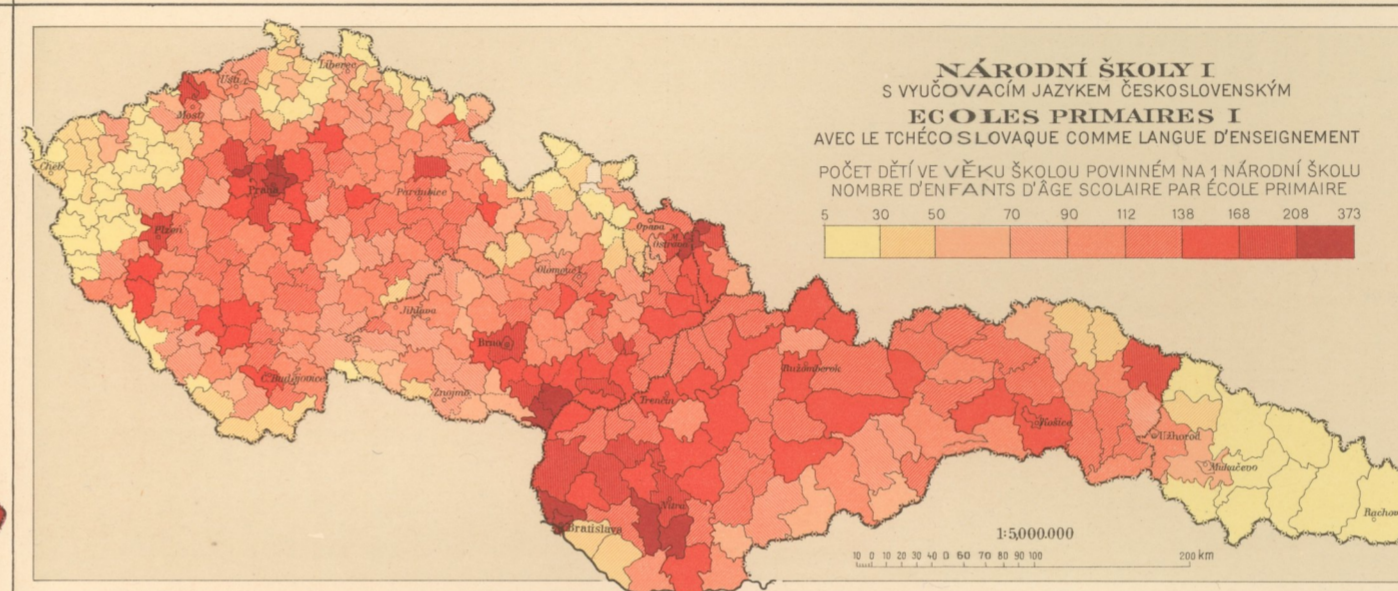 NÁRODNÍ ŠKOLY I
S VYUČOVACÍM JAZYKEM ČESKOSLOVENSKÝM
ECOLES PRIMAIRES I
AVEC LE TCHÉCOSLOVAQUE COMME LANGUE D'ENSEIGNEMENT
POČET DĚTÍ VE VĚKU ŠKOLOU POVINNÉM NA 1 NÁRODNÍ ŠKOLU
NOMBRE D'ENFANTS D'ÂGE SCOLAIRE PAR ÉCOLE PRIMAIRE
5 30 50 70 90 112 138 168 208 373
Liberec
Ústí
Most
Cheb
Praha
Pardubice
Plzeň
Opava
Ostrava
Olomouc
Jihlava
Brno
Č. Budějovice
Znojmo
Trenčín
Ružomberok
Košice
Užhorod
Mukačevo
Rachov
Nitra
Bratislava
1:5,000.000
10 0 10 20 30 40 50 60 70 80 90 100 200 km